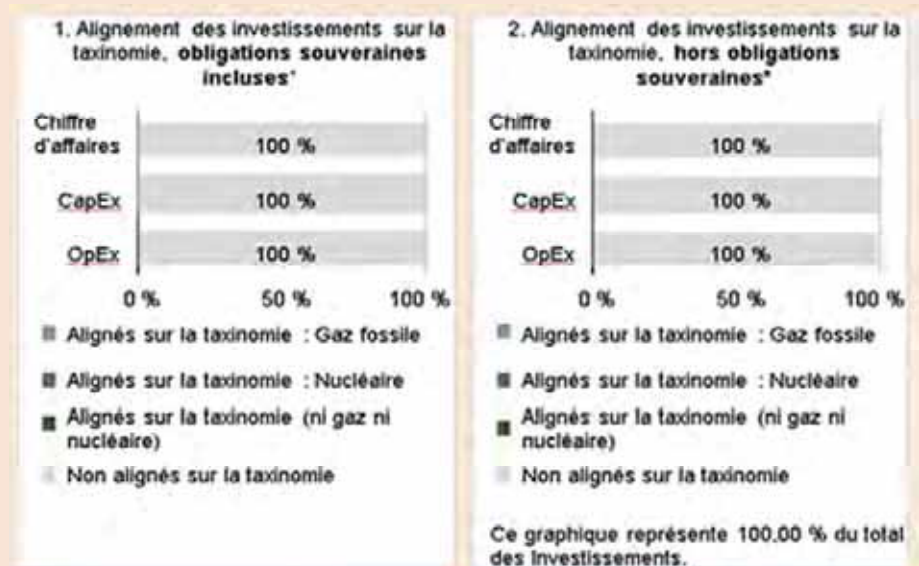 1. Alignement des investissements sur la
taxinomie, obligations souveraines
incluses*
Chiffre
d'affaires
100 %
CapEx
100 %
OpEx
100 %
0 %
50 %
100 %
Alignés sur la taxinomie : Gaz fossile
Alignés sur la taxinomie : Nucléaire
Alignés sur la taxinomie (ni gaz ni
nucléaire)
Non alignés sur la taxinomie
2. Alignement des investissements sur la
taxinomie, hors obligations
souveraines*
Chiffre
d'affaires
100 %
CapEx
100 %
OpEx
100 %
0 %
50 %
100 %
Alignés sur la taxinomie : Gaz fossile
Alignés sur la taxinomie : Nucléaire
Alignés sur la taxinomie (ni gaz ni
nucléaire)
Non alignés sur la taxinomie
Ce graphique représente 100,00 % du total
des Investissements.